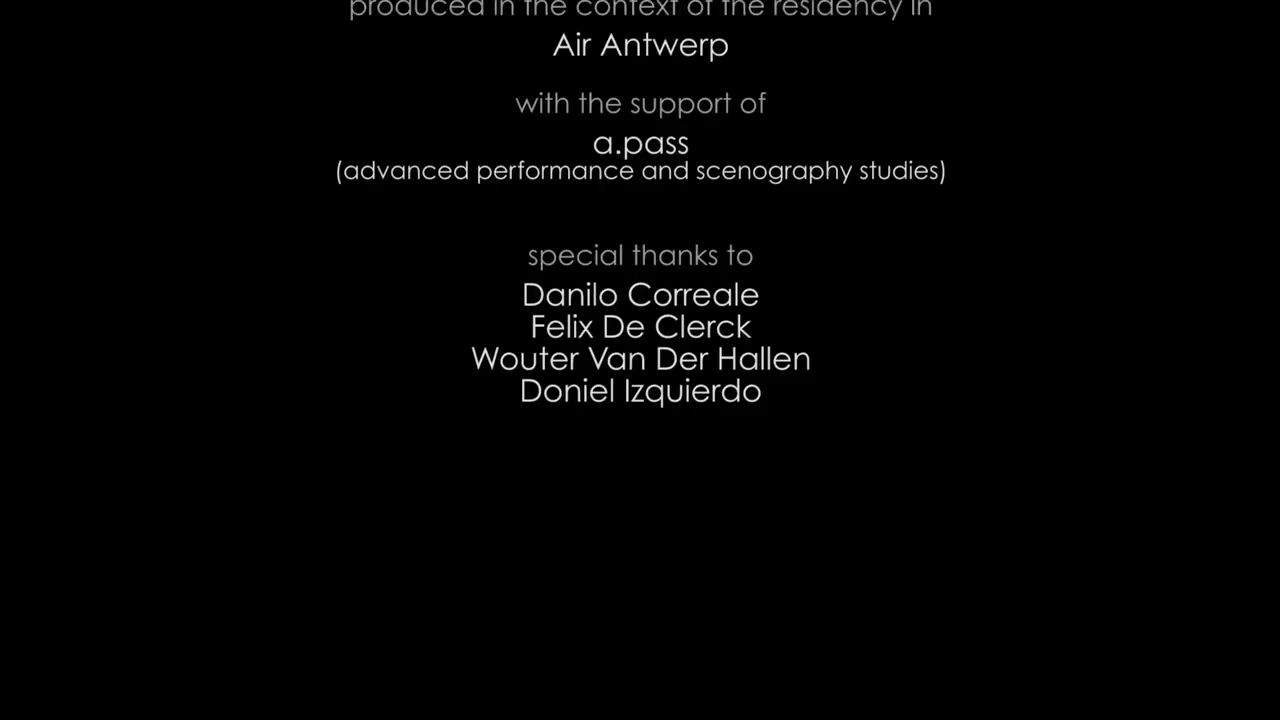 produced in the context of the residency in
Air Antwerp
with the support of
a.pass
(advanced performance and scenography studies)
special thanks to
Danilo Correale
Felix De Clerck
Wouter Van Der Hallen
Doniel Izquierdo